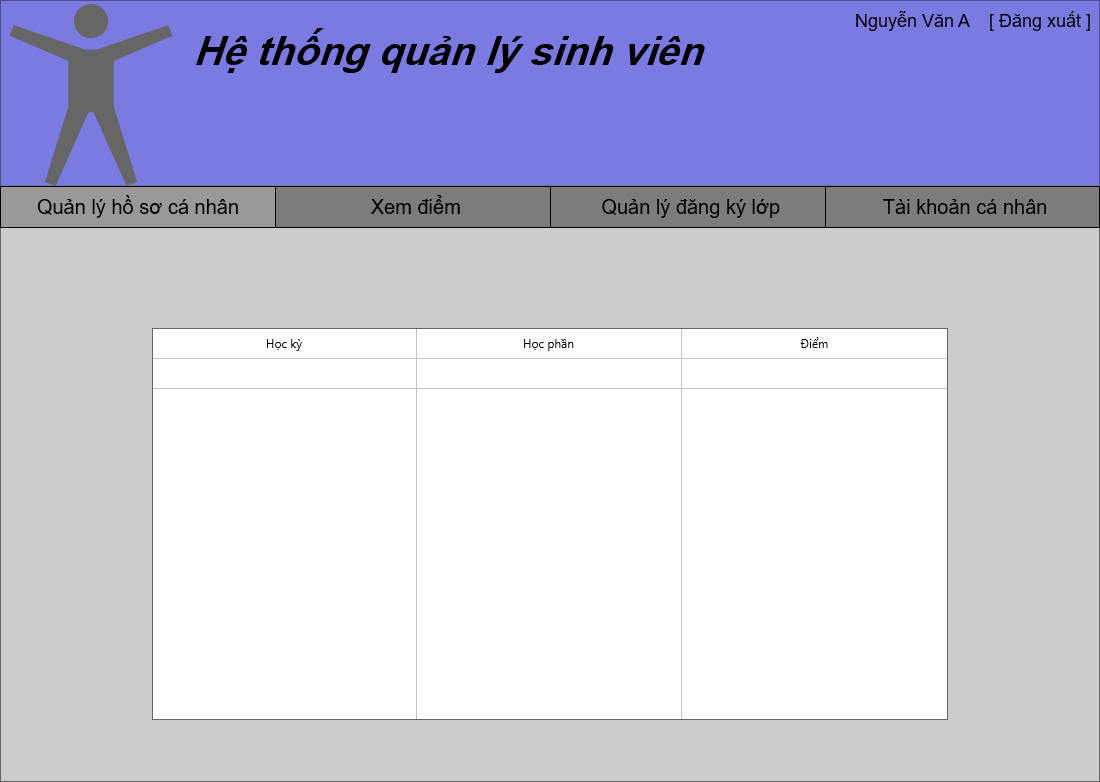 Nguyễn Văn A [ Đăng xuất ]
Hệ thống quản lý sinh viên
Quản lý hồ sơ cá nhân
Xem điểm
Quản lý đăng ký lớp
Tài khoản cá nhân
Học kỳ
Học phần
Điểm